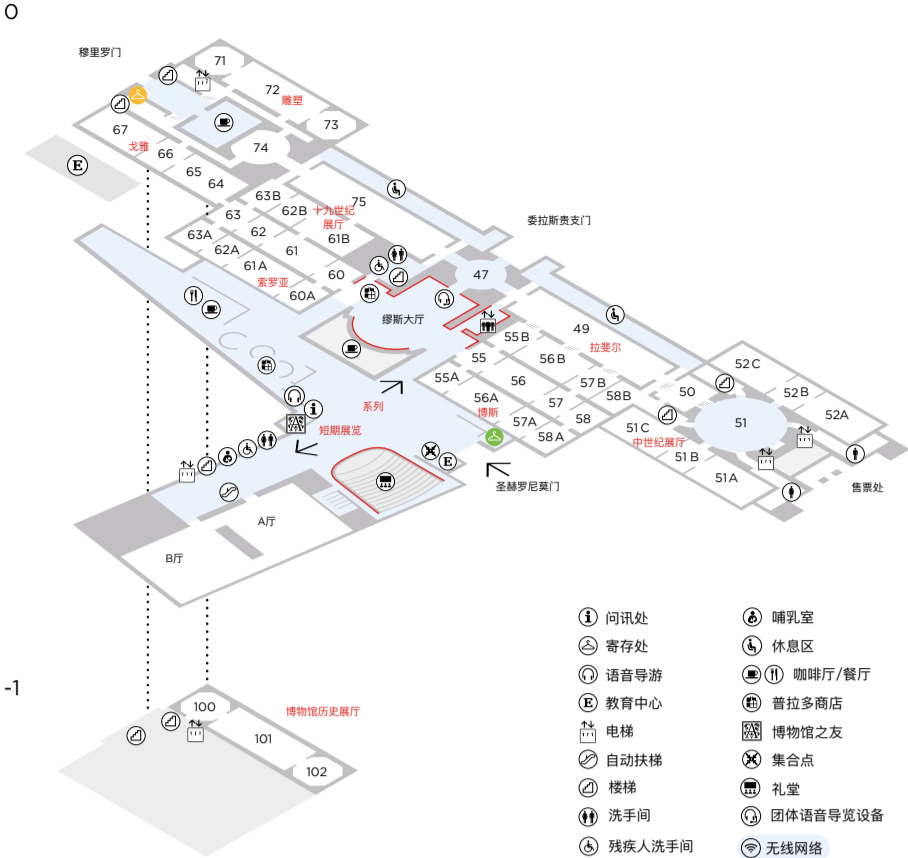 0
穆里罗门
71
72
雕塑
73
67
戈雅
66
65
64
74
E
63B
62B
十九世纪
展厅
75
61B
63
62
61
60
63A
62A
61A
索罗亚
60A
委拉斯贵支门
47
缪斯大厅
49
拉斐尔
55B
56B
57B
58B
55
56
57
58
55A
56A
博斯
57A
58A
50
52C
52B
52A
51
51C
中世纪展厅
51B
51A
售票处
系列
短期展览
i
E
圣赫罗尼莫门
A厅
B厅
-1
100
博物馆历史展厅
101
102
i 问讯处
寄存处
语音导游
E 教育中心
电梯
自动扶梯
楼梯
洗手间
残疾人洗手间
哺乳室
休息区
咖啡厅/餐厅
普拉多商店
博物馆之友
集合点
礼堂
团体语音导览设备
无线网络